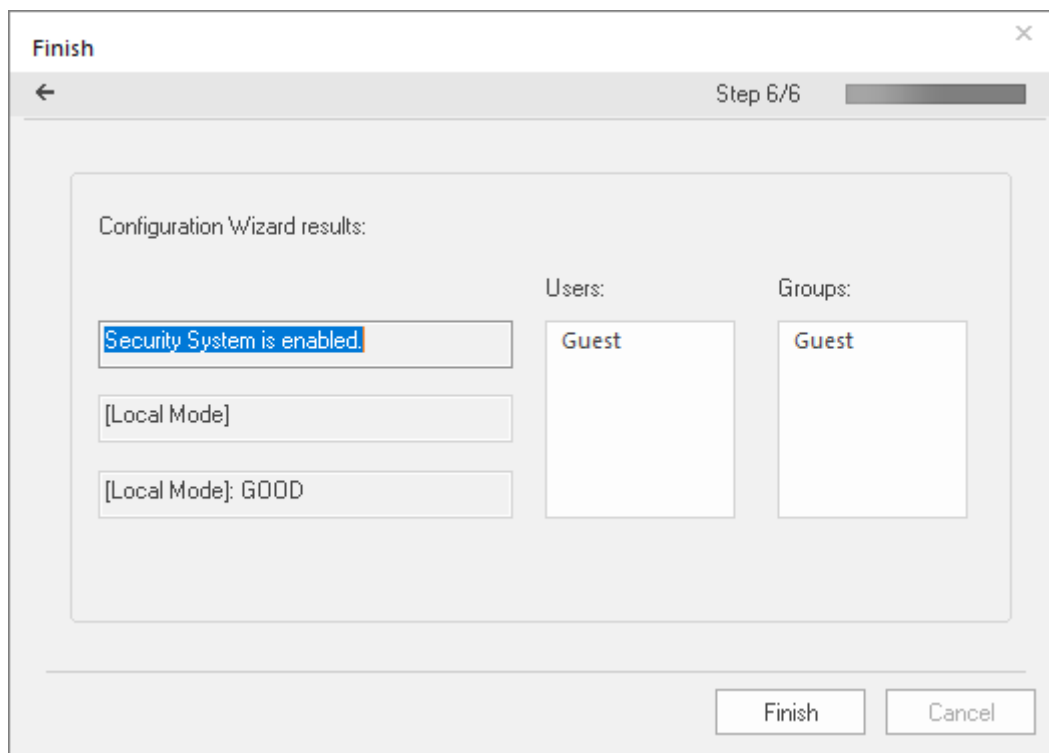 Finish
Step 6/6
Configuration Wizard results:
Users:
Groups:
Security System is enabled.
Guest
Guest
[Local Mode]
[Local Mode]: GOOD
Finish
Cancel